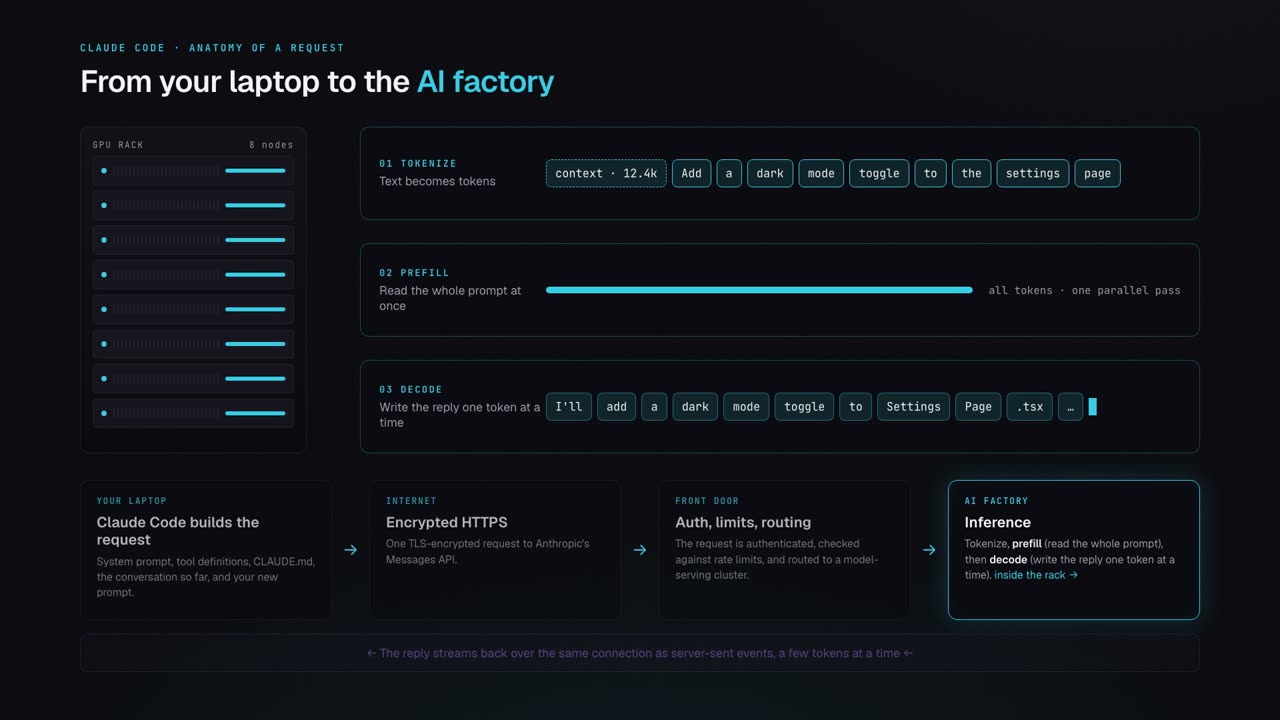 CLAUDE CODE · ANATOMY OF A REQUEST
From your laptop to the AI factory
GPU RACK 8 nodes
01 TOKENIZE
Text becomes tokens
context · 12.4k Add a dark mode toggle to the settings page
02 PREFILL
Read the whole prompt at
once
all tokens · one parallel pass
03 DECODE
Write the reply one token at a
time
I'll add a dark mode toggle to Settings Page .tsx …
YOUR LAPTOP
Claude Code builds the
request
System prompt, tool definitions, CLAUDE.md,
the conversation so far, and your new
prompt.
→
INTERNET
Encrypted HTTPS
One TLS-encrypted request to Anthropic's
Messages API.
→
FRONT DOOR
Auth, limits, routing
The request is authenticated, checked
against rate limits, and routed to a model-
serving cluster.
→
AI FACTORY
Inference
Tokenize, prefill (read the whole prompt),
then decode (write the reply one token at a
time). inside the rack →
← The reply streams back over the same connection as server-sent events, a few tokens at a time ←